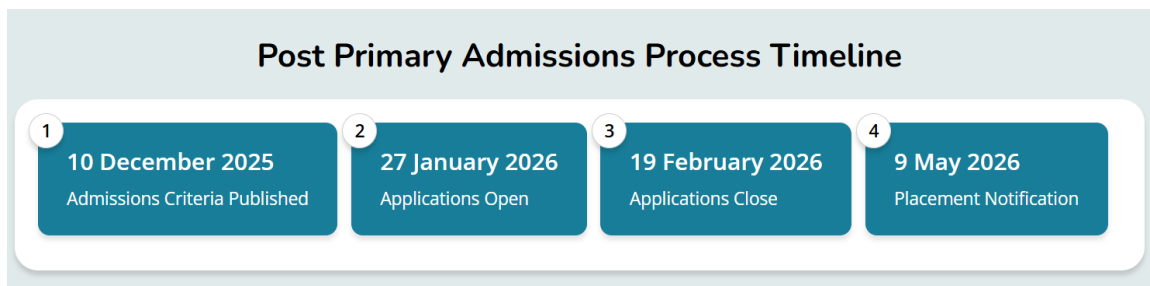 Post Primary Admissions Process Timeline
1
10 December 2025
Admissions Criteria Published
2
27 January 2026
Applications Open
3
19 February 2026
Applications Close
4
9 May 2026
Placement Notification